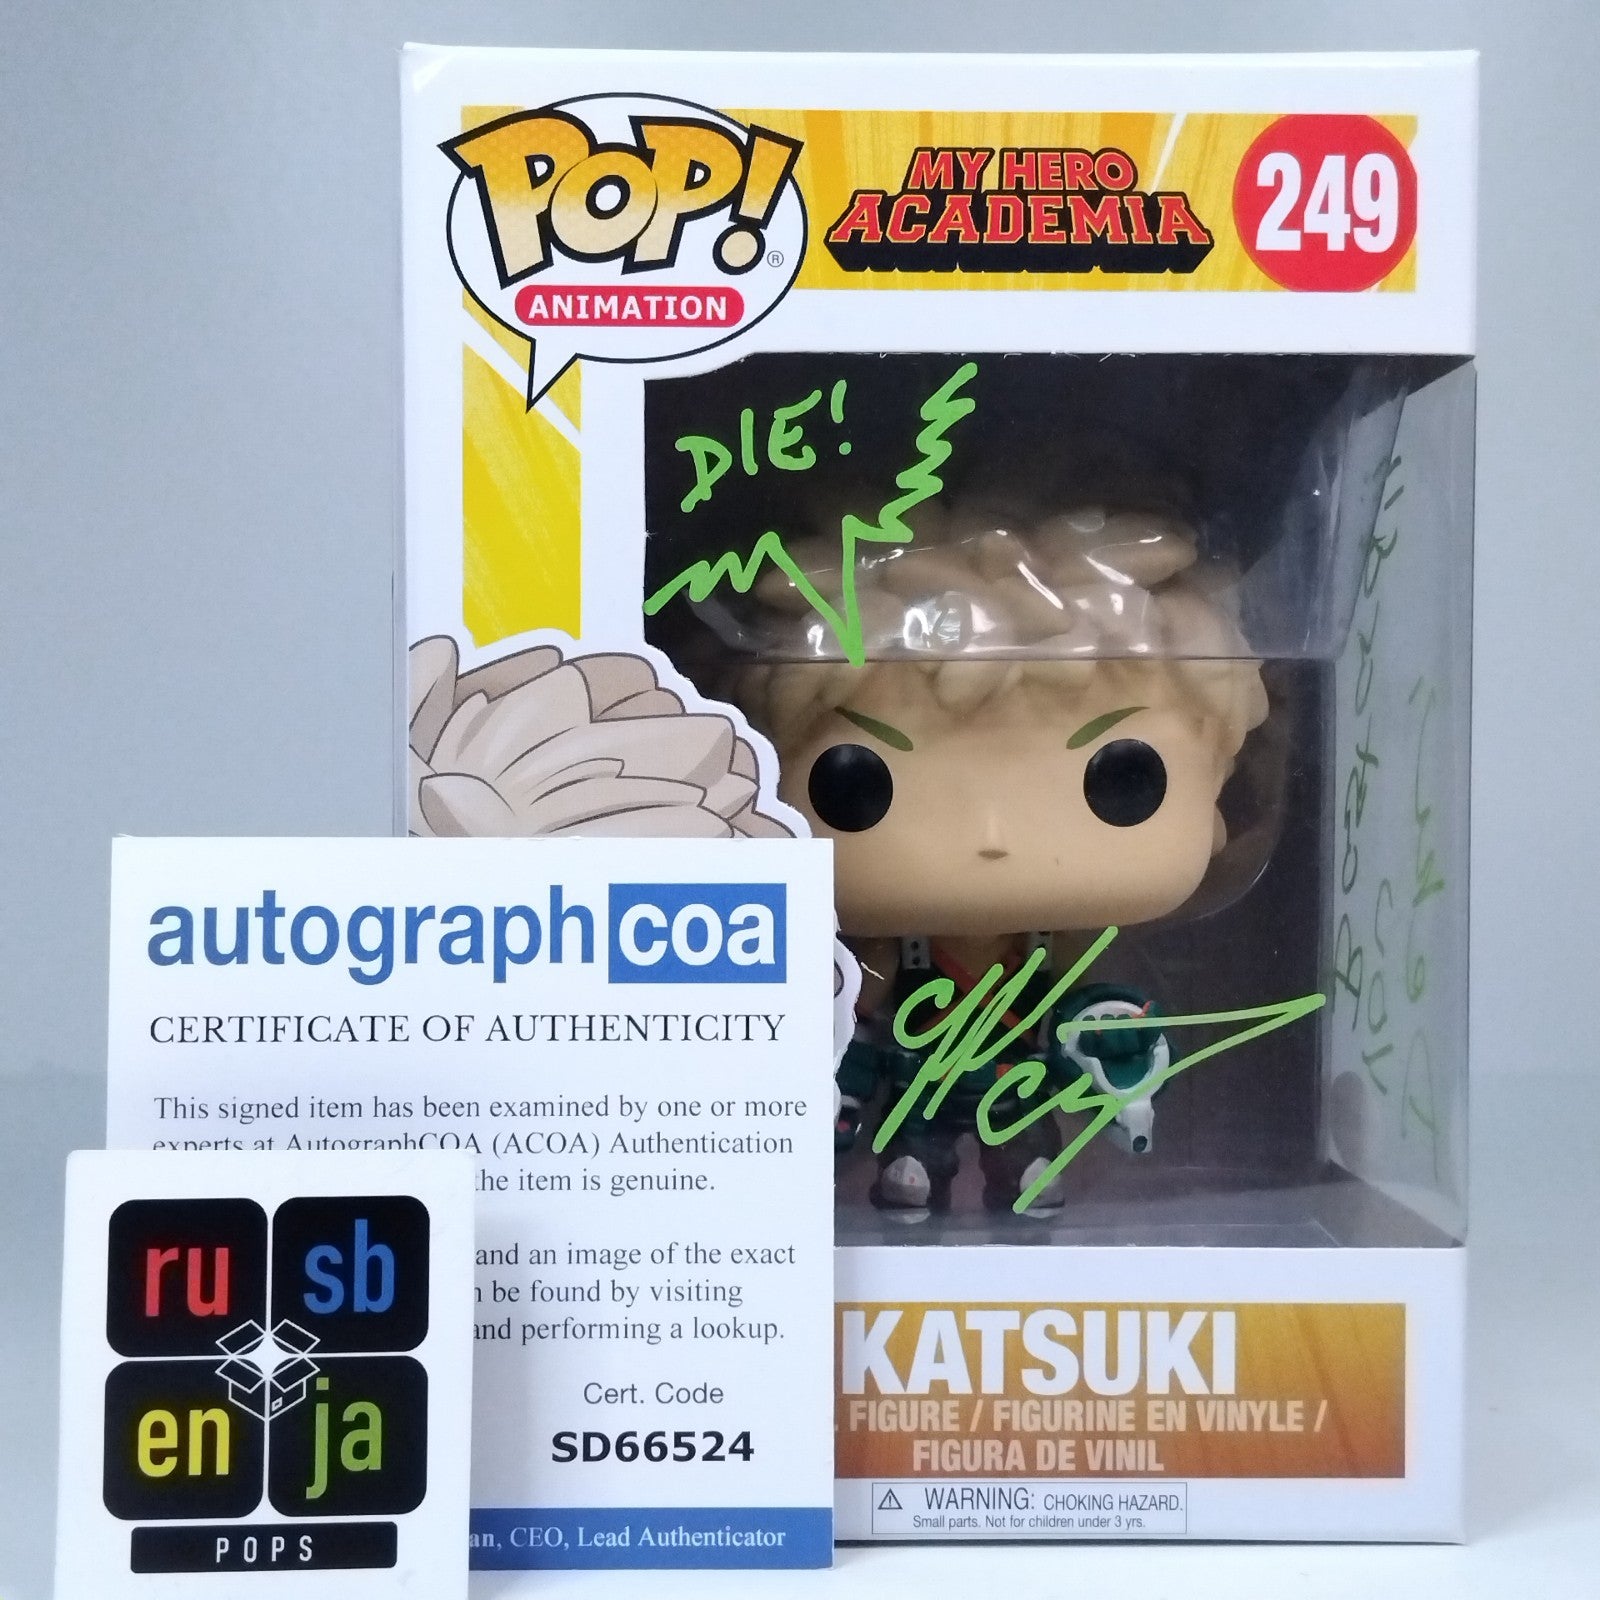 POP!®
ANIMATION
MY HERO
ACADEMIA
249
DIE!
autograph coa
CERTIFICATE OF AUTHENTICITY
This signed item has been examined by one or more
experts at AutographCOA (ACOA) Authentication
the item is genuine.
and an image of the exact
be found by visiting
and performing a lookup.
Cert. Code
SD66524
an, CEO, Lead Authenticator
ru sb
en ja
POPS
KATSUKI
FIGURE / FIGURINE EN VINYLE /
FIGURA DE VINIL
WARNING: CHOKING HAZARD.
Small parts. Not for children under 3 yrs.